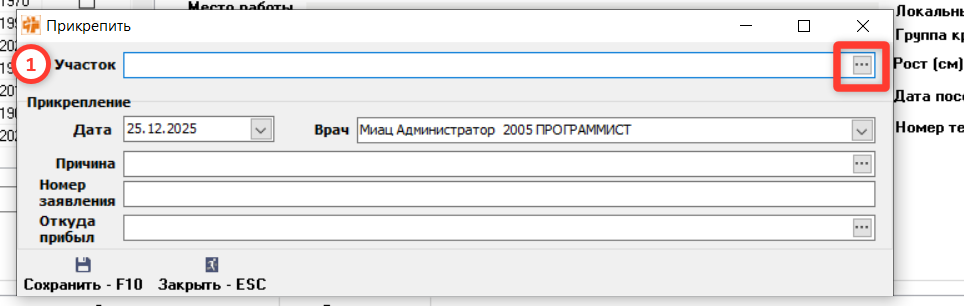 1970
Место работы
Локальны
Прикрепить
Группа кр
1
Участок
...
Рост (см)
Прикрепление
Дата посе
Дата
25.12.2025
Врач
Миац Администратор 2005 ПРОГРАММИСТ
Номер те
Причина
...
Номер
заявления
Откуда
прибыл
...
Сохранить - F10
Закрыть - ESC